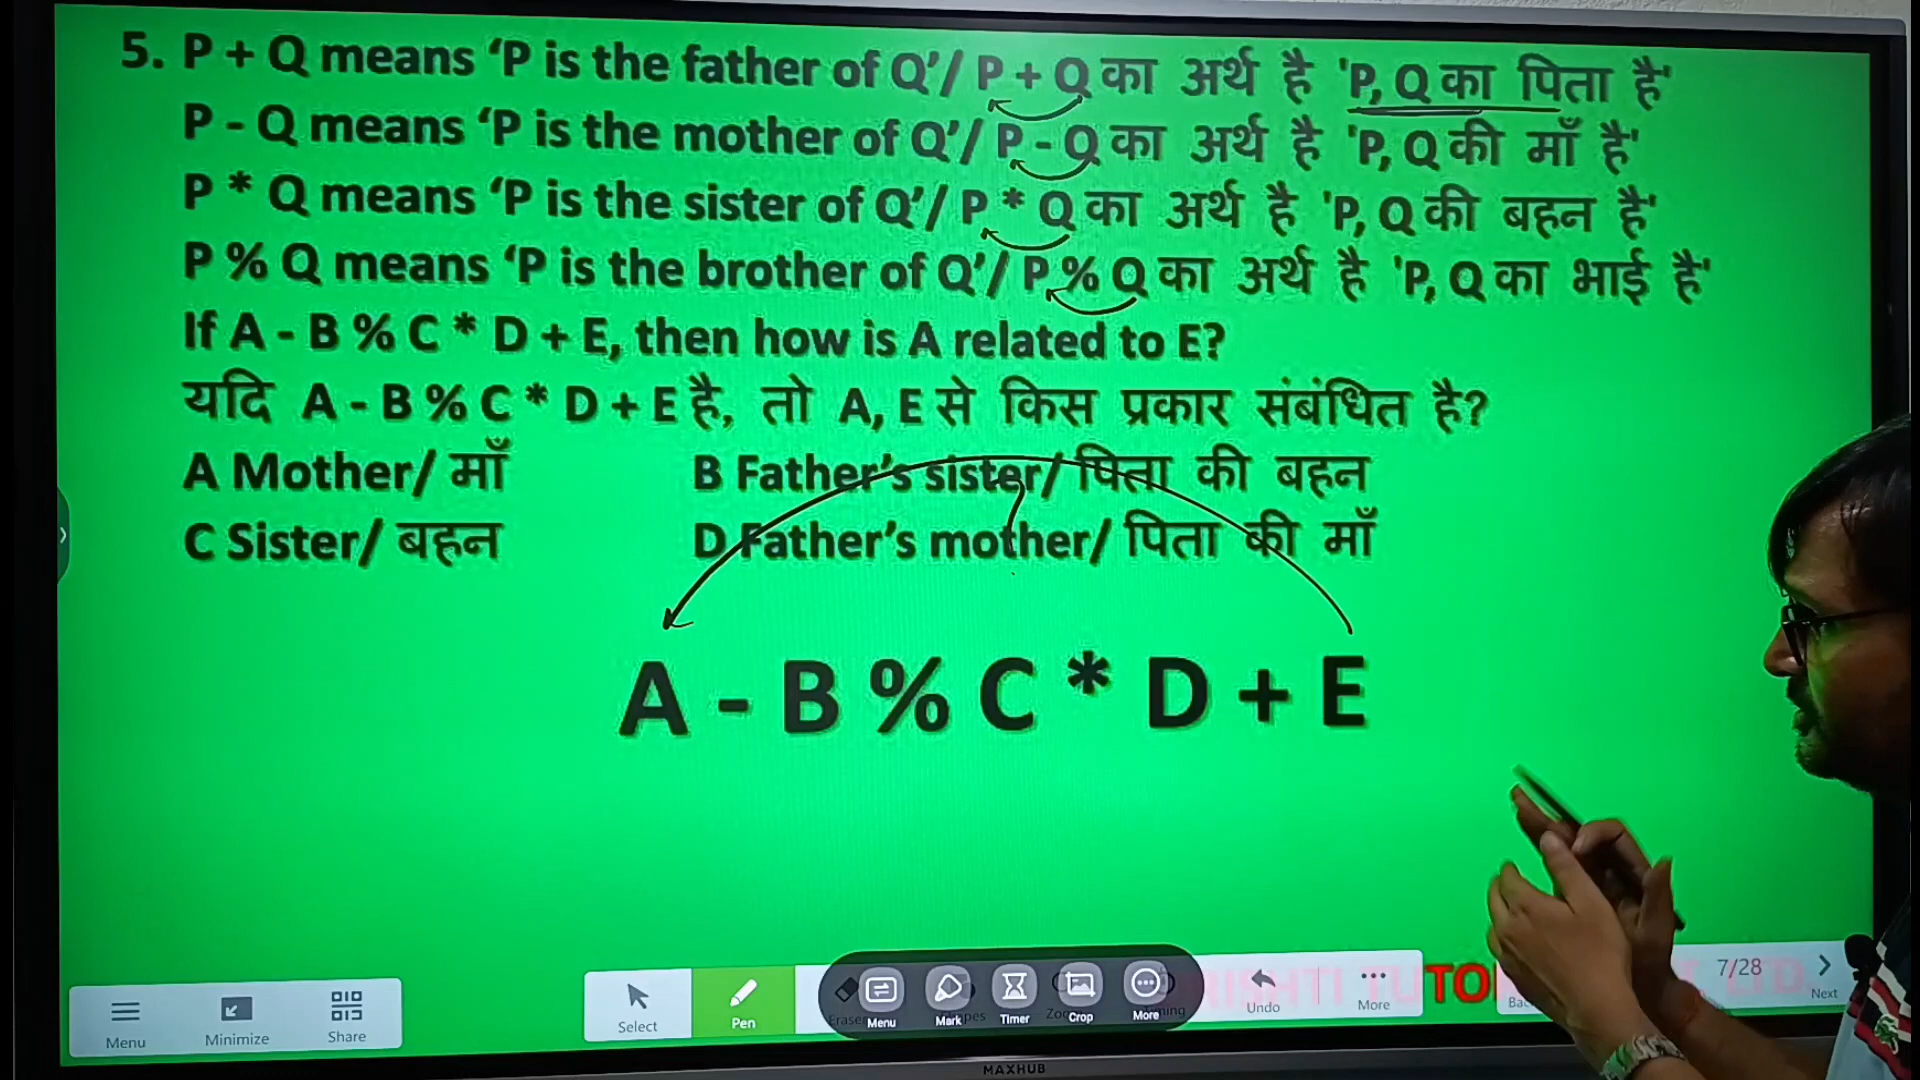 5. P + Q means ‘P is the father of Q’/ P + Q का अर्थ है 'P, Q का पिता है'
P - Q means ‘P is the mother of Q’/ P - Q का अर्थ है 'P, Q की माँ है'
P * Q means ‘P is the sister of Q’/ P * Q का अर्थ है 'P, Q की बहन है'
P % Q means ‘P is the brother of Q’/ P % Q का अर्थ है 'P, Q का भाई है'
If A - B % C * D + E, then how is A related to E?
यदि A - B % C * D + E है, तो A, E से किस प्रकार संबंधित है?
A Mother/ माँ B Father’s sister/ पिता की बहन
C Sister/ बहन D Father’s mother/ पिता की माँ
?
A - B % C * D + E
Menu Minimize Share Select Pen Menu Mark Timer Crop More Undo More 7/28 Next
MAXHUB